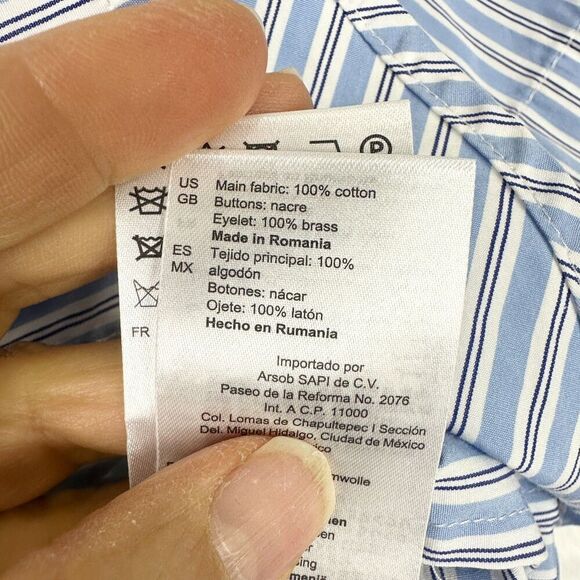 P
US Main fabric: 100% cotton
GB Buttons: nacre
Eyelet: 100% brass
Made in Romania
ES Tejido principal: 100%
MX algodón
Botones: nácar
Ojete: 100% latón
Hecho en Rumania
FR
Importado por
Arsob SAPI de C.V.
Paseo de la Reforma No. 2076
Int. A C.P. 11000
Col. Lomas de Chapultepec I Sección
Del. Miguel Hidalgo, Ciudad de México